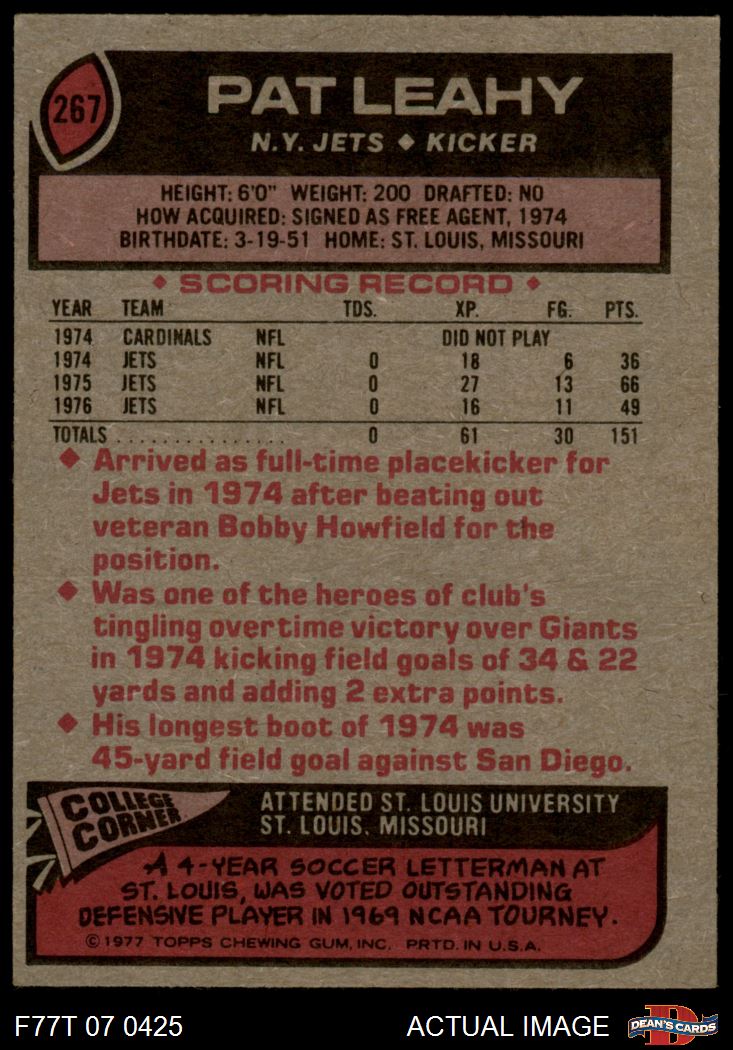 267
PAT LEAHY
N.Y. JETS ◆ KICKER
HEIGHT: 6'0" WEIGHT: 200 DRAFTED: NO
HOW ACQUIRED: SIGNED AS FREE AGENT, 1974
BIRTHDATE: 3-19-51 HOME: ST. LOUIS, MISSOURI
◆ SCORING RECORD ◆
YEAR TEAM TDS. XP. FG. PTS.
1974 CARDINALS NFL DID NOT PLAY
1974 JETS NFL 0 18 6 36
1975 JETS NFL 0 27 13 66
1976 JETS NFL 0 16 11 49
TOTALS . . . . . . . . . . . . . . . 0 61 30 151
◆ Arrived as full-time placekicker for
Jets in 1974 after beating out
veteran Bobby Howfield for the
position.
◆ Was one of the heroes of club's
tingling overtime victory over Giants
in 1974 kicking field goals of 34 & 22
yards and adding 2 extra points.
◆ His longest boot of 1974 was
45-yard field goal against San Diego.
COLLEGE
CORNER
ATTENDED ST. LOUIS UNIVERSITY
ST. LOUIS, MISSOURI
A 4-YEAR SOCCER LETTERMAN AT
ST. LOUIS, WAS VOTED OUTSTANDING
DEFENSIVE PLAYER IN 1969 NCAA TOURNEY.
© 1977 TOPPS CHEWING GUM, INC. PRTD. IN U.S.A.
F77T 07 0425 ACTUAL IMAGE D DEAN'S CARDS